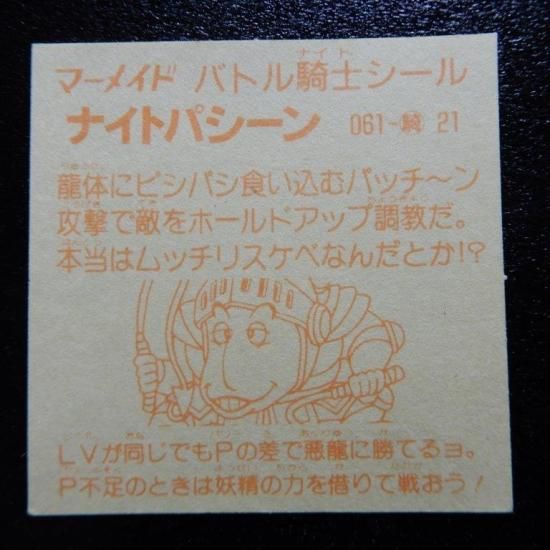 マーメイド バトル騎士シール
ナイトパシーン 061-騎 21
龍体にピシパシ食い込むパッチ〜ン
攻撃で敵をホールドアップ調教だ。
本当はムッチリスケベなんだとか!?
LVが同じでもPの差で悪龍に勝てるヨ。
P不足のときは妖精の力を借りて戦おう!